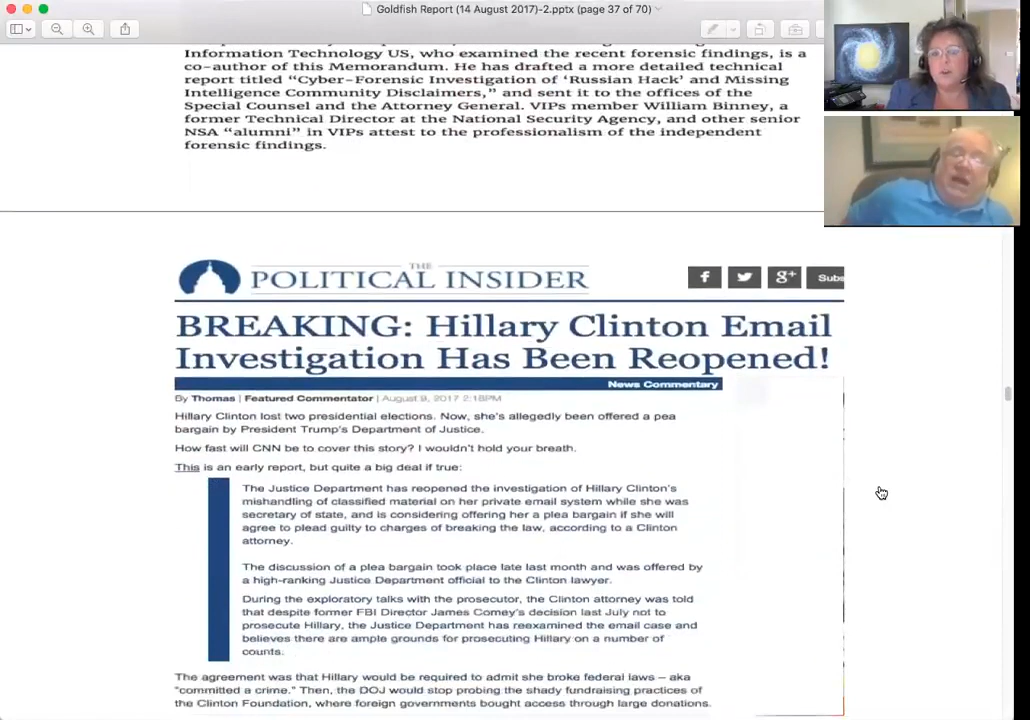 Goldfish Report (14 August 2017)-2.pptx (page 37 of 70)
Information Technology US, who examined the recent forensic findings, is a
co-author of this Memorandum. He has drafted a more detailed technical
report titled “Cyber-Forensic Investigation of ‘Russian Hack’ and Missing
Intelligence Community Disclaimers,” and sent it to the offices of the
Special Counsel and the Attorney General. VIPs member William Binney, a
former Technical Director at the National Security Agency, and other senior
NSA “alumni” in VIPs attest to the professionalism of the independent
forensic findings.
THE
POLITICAL INSIDER
f
g+
Subs
BREAKING: Hillary Clinton Email
Investigation Has Been Reopened!
News Commentary
By Thomas | Featured Commentator | August 9, 2017 2:18PM
Hillary Clinton lost two presidential elections. Now, she's allegedly been offered a pea
bargain by President Trump's Department of Justice.
How fast will CNN be to cover this story? I wouldn't hold your breath.
This is an early report, but quite a big deal if true:
The Justice Department has reopened the investigation of Hillary Clinton's
mishandling of classified material on her private email system while she was
secretary of state, and is considering offering her a plea bargain if she will
agree to plead guilty to charges of breaking the law, according to a Clinton
attorney.
The discussion of a plea bargain took place late last month and was offered by
a high-ranking Justice Department official to the Clinton lawyer.
During the exploratory talks with the prosecutor, the Clinton attorney was told
that despite former FBI Director James Comey's decision last July not to
prosecute Hillary, the Justice Department has reexamined the email case and
believes there are ample grounds for prosecuting Hillary on a number of
counts.
The agreement was that Hillary would be required to admit she broke federal laws – aka
"committed a crime." Then, the DOJ would stop probing the shady fundraising practices of
the Clinton Foundation, where foreign governments bought access through large donations.